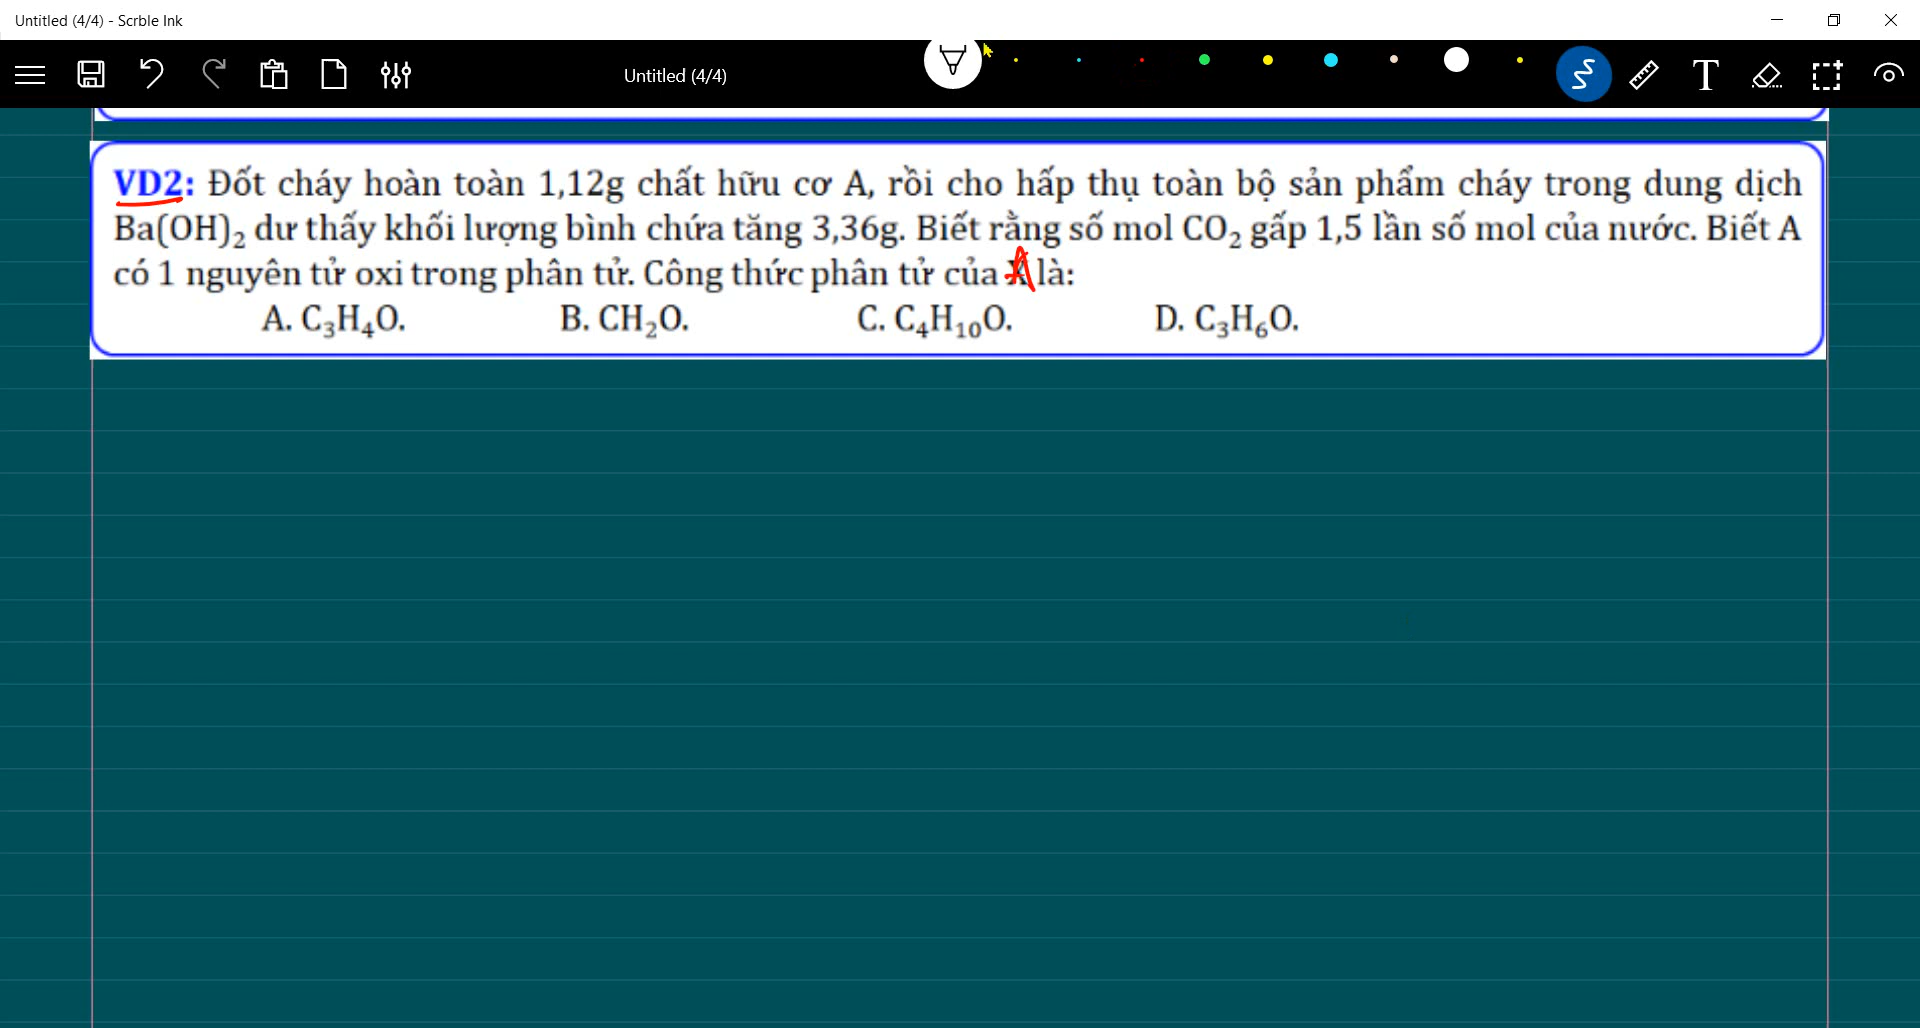 Untitled (4/4) - Scrble Ink
Untitled (4/4)
T
VD2: Đốt cháy hoàn toàn 1,12g chất hữu cơ A, rồi cho hấp thụ toàn bộ sản phẩm cháy trong dung dịch
Ba(OH)₂ dư thấy khối lượng bình chứa tăng 3,36g. Biết rằng số mol CO₂ gấp 1,5 lần số mol của nước. Biết A
có 1 nguyên tử oxi trong phân tử. Công thức phân tử của A là:
A. C₃H₄O. B. CH₂O. C. C₄H₁₀O. D. C₃H₆O.